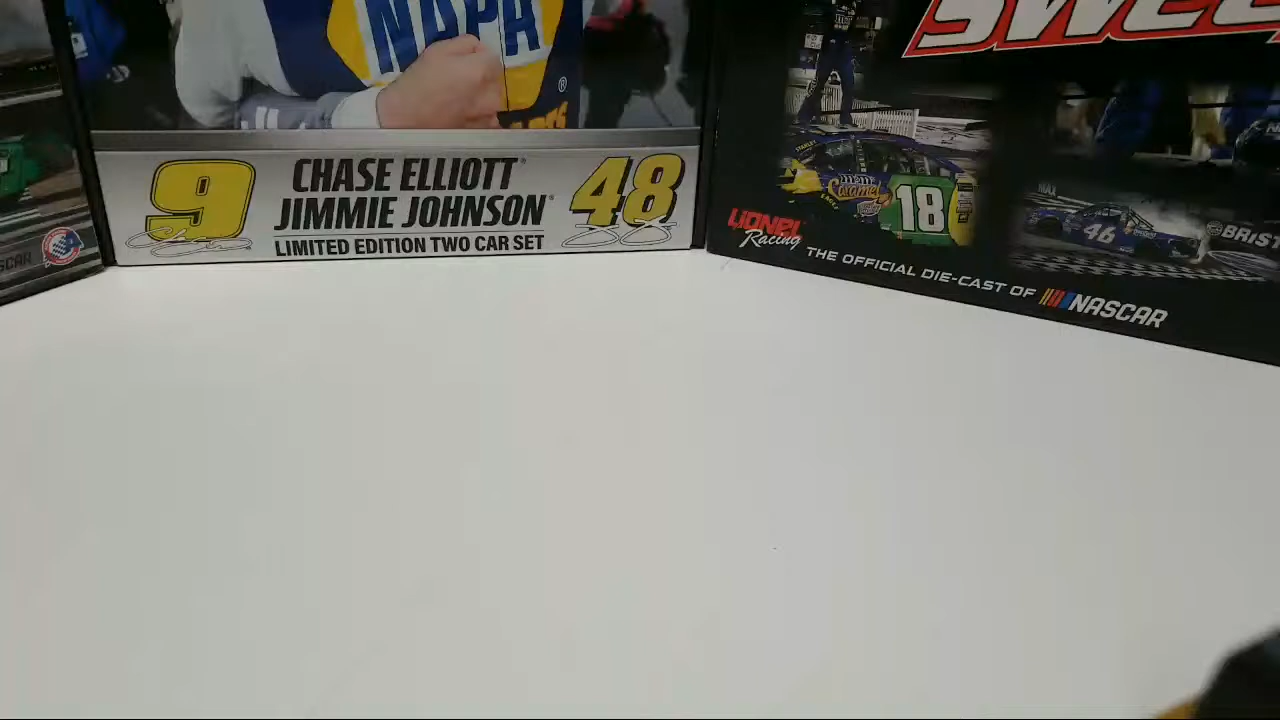 NAPA
®
9
CHASE ELLIOTT®
JIMMIE JOHNSON®
LIMITED EDITION TWO CAR SET
48
SWEE
18
Caramel
46
BRIST
LIONEL
Racing
THE OFFICIAL DIE-CAST OF NASCAR